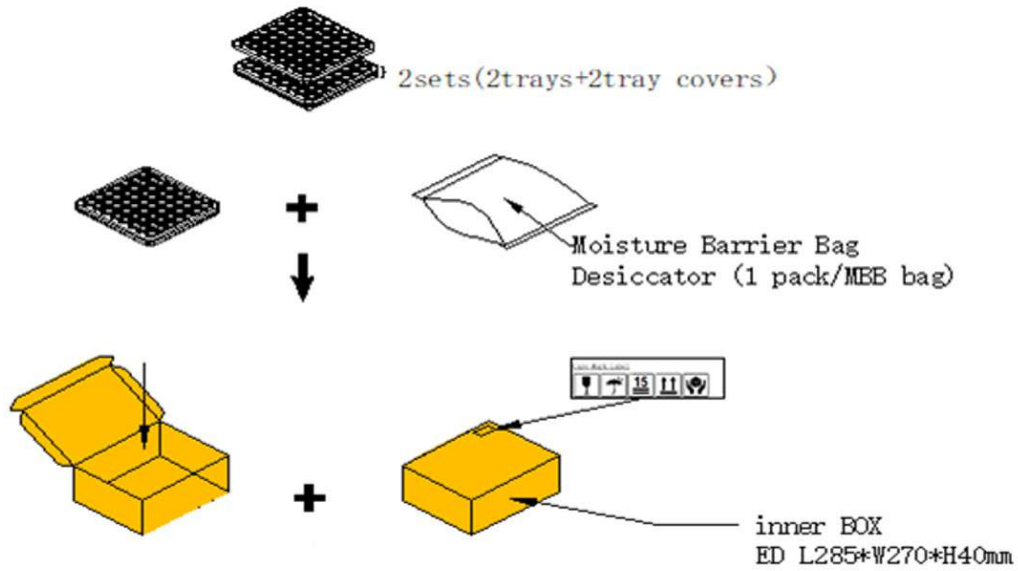 2sets(2trays+2tray covers)
Moisture Barrier Bag
Desiccator (1 pack/MBB bag)
15
inner BOX
ED L285*W270*H40mm